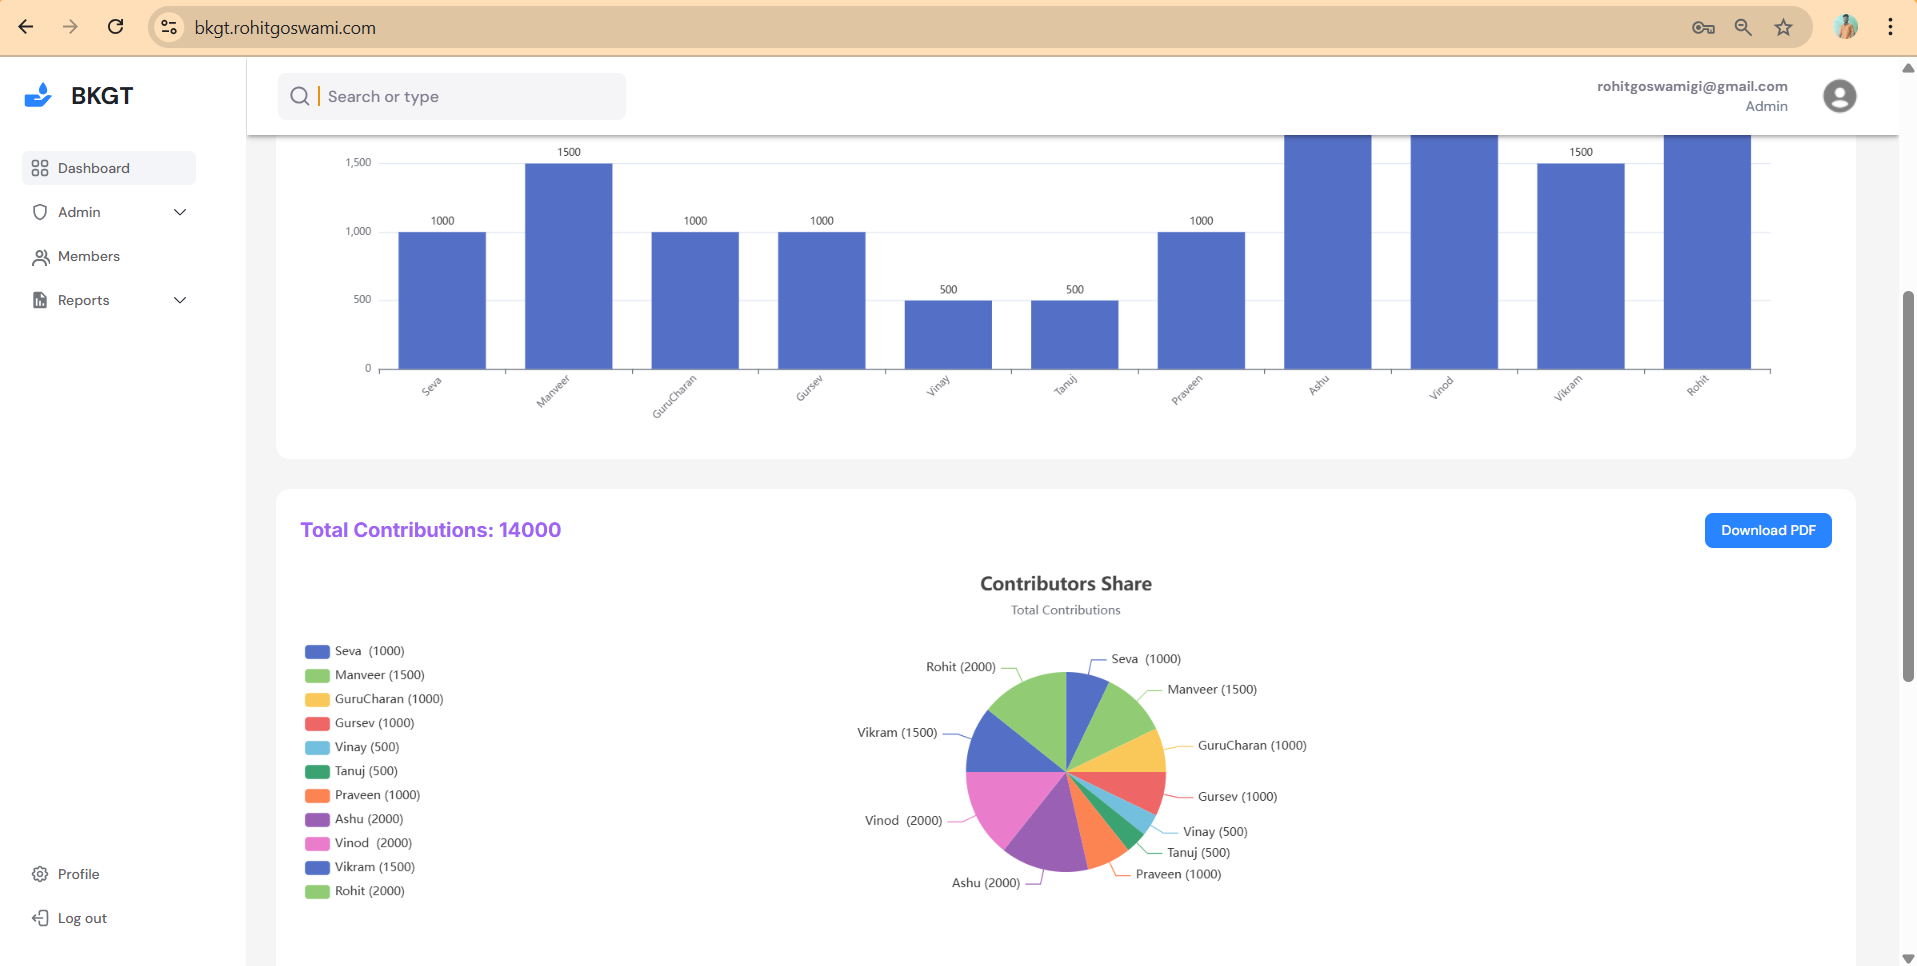 bkgt.rohitgoswami.com
BKGT
Search or type
rohitgoswamigi@gmail.com
Admin
Dashboard
Admin
Members
Reports
Profile
Log out
1500
1500
1,500
1000
1000
1000
1000
1,000
500
500
500
0
Seva
Manveer
GuruCharan
Gursev
Vinay
Tanuj
Praveen
Ashu
Vinod
Vikram
Rohit
Total Contributions: 14000
Download PDF
Contributors Share
Total Contributions
Seva (1000)
Manveer (1500)
GuruCharan (1000)
Gursev (1000)
Vinay (500)
Tanuj (500)
Praveen (1000)
Ashu (2000)
Vinod (2000)
Vikram (1500)
Rohit (2000)
Seva (1000)
Rohit (2000)
Manveer (1500)
Vikram (1500)
GuruCharan (1000)
Gursev (1000)
Vinod (2000)
Vinay (500)
Tanuj (500)
Praveen (1000)
Ashu (2000)